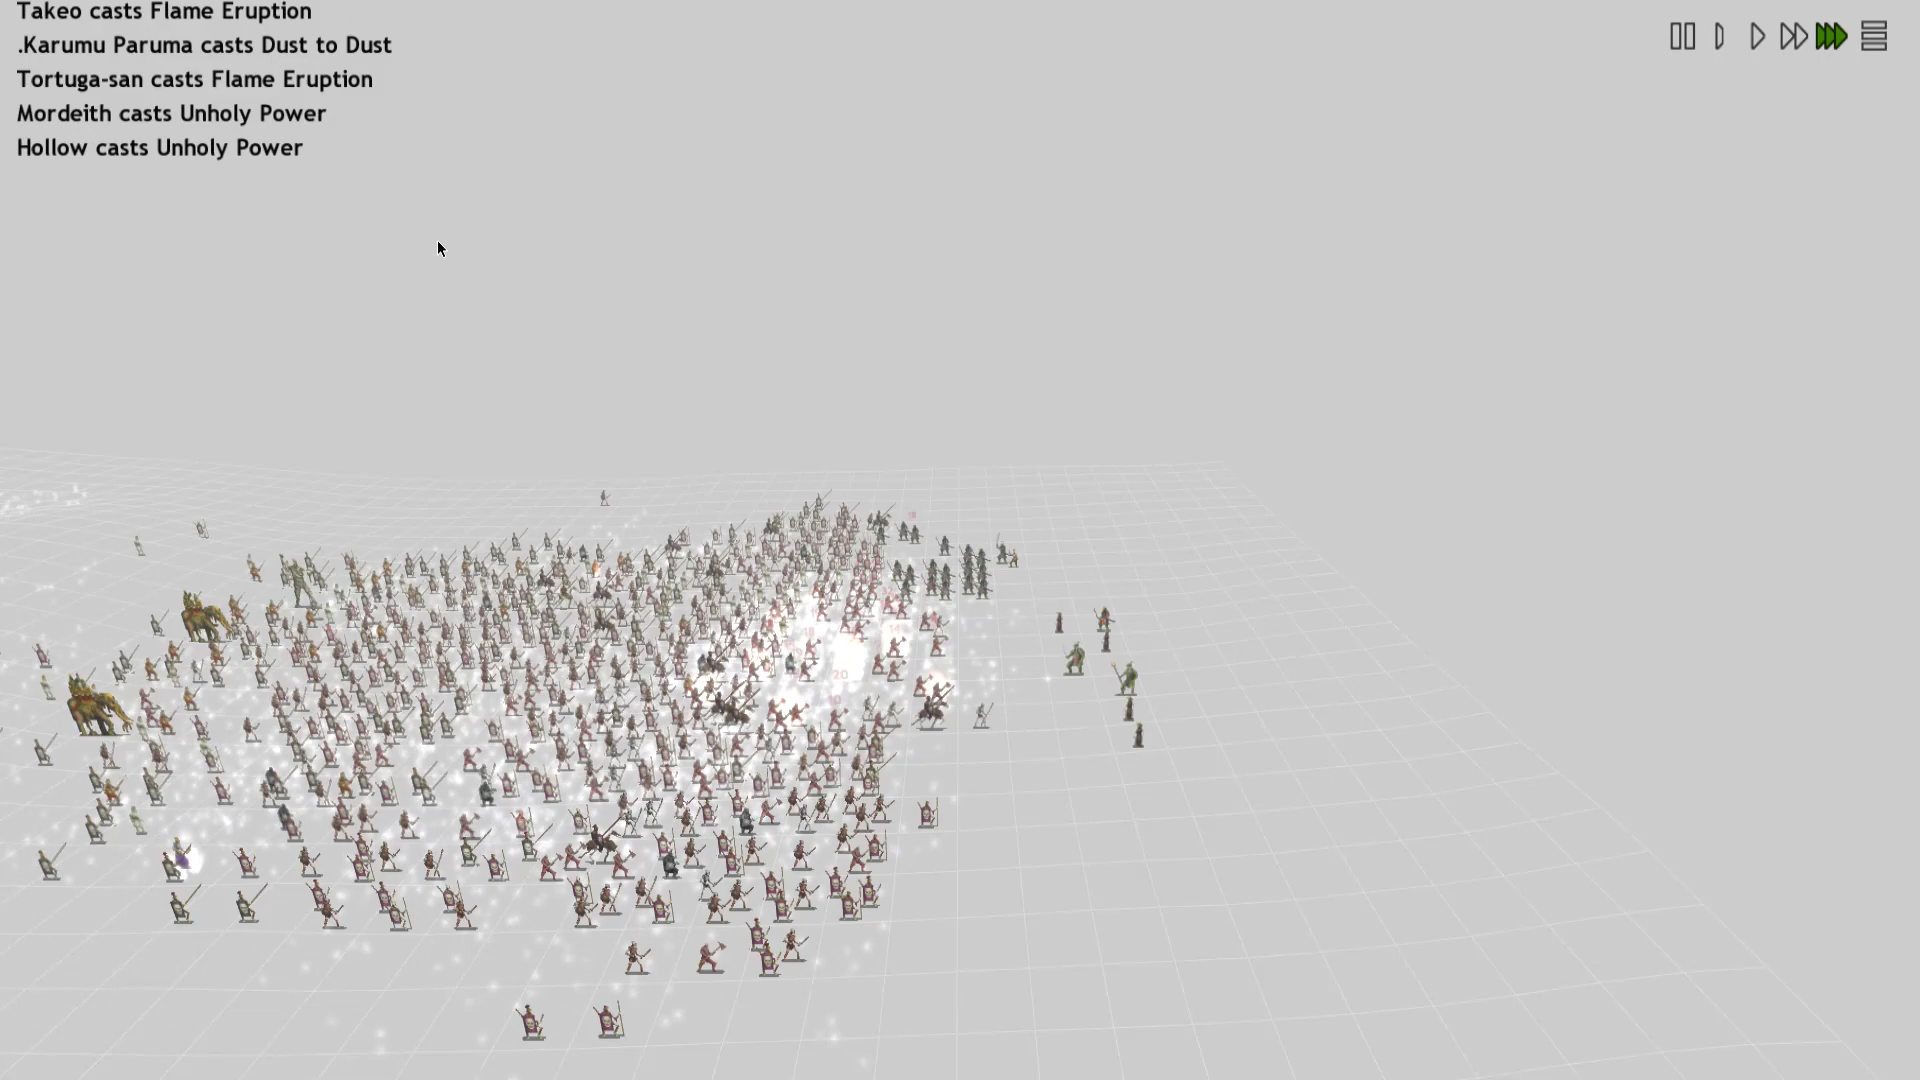 Takeo casts Flame Eruption
.Karumu Paruma casts Dust to Dust
Tortuga-san casts Flame Eruption
Mordeith casts Unholy Power
Hollow casts Unholy Power
20